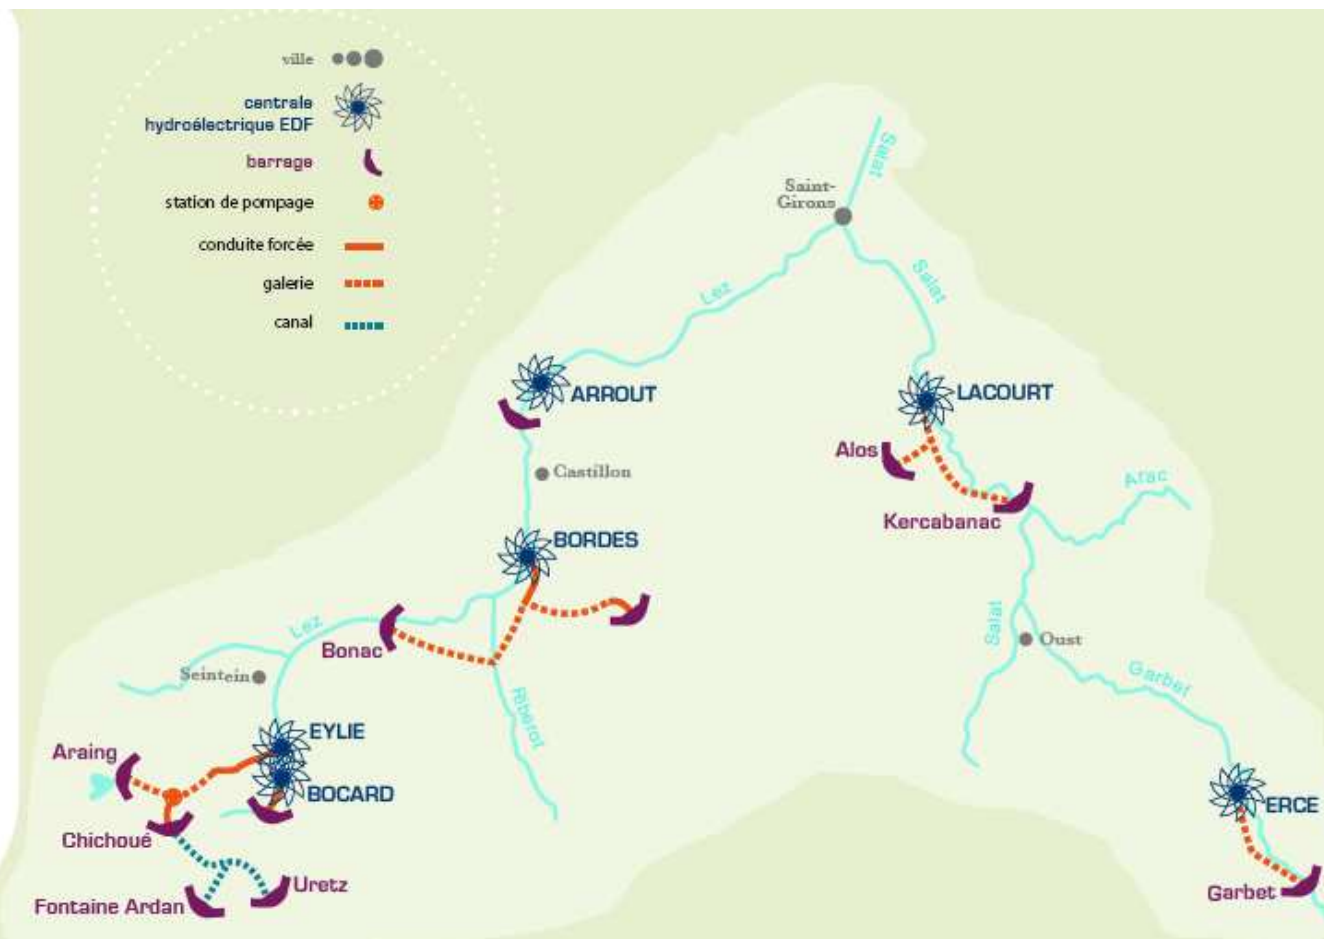 ville
centrale
hydroélectrique EDF
barrage
station de pompage
conduite forcée
galerie
canal
Salat
Saint-
Girons
Lez
Salat
ARROUT
LACOURT
Alos
Castillon
Arac
Kercabanac
BORDES
Lez
Bonac
Salat
Oust
Seintein
Garbet
Riberot
EYLIE
Araing
BOCARD
ERCE
Chichoué
Uretz
Garbet
Fontaine Ardan